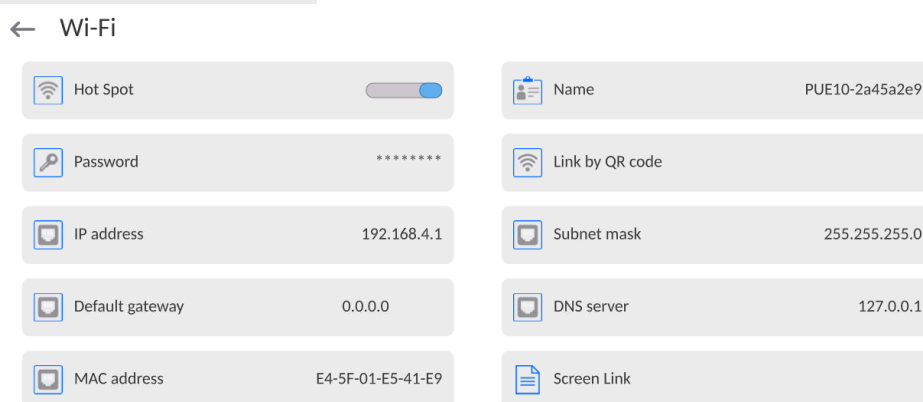 Wi-Fi
Hot Spot
Name PUE10-2a45a2e9
Password ********
Link by QR code
IP address 192.168.4.1
Subnet mask 255.255.255.0
Default gateway 0.0.0.0
DNS server 127.0.0.1
MAC address E4-5F-01-E5-41-E9
Screen Link